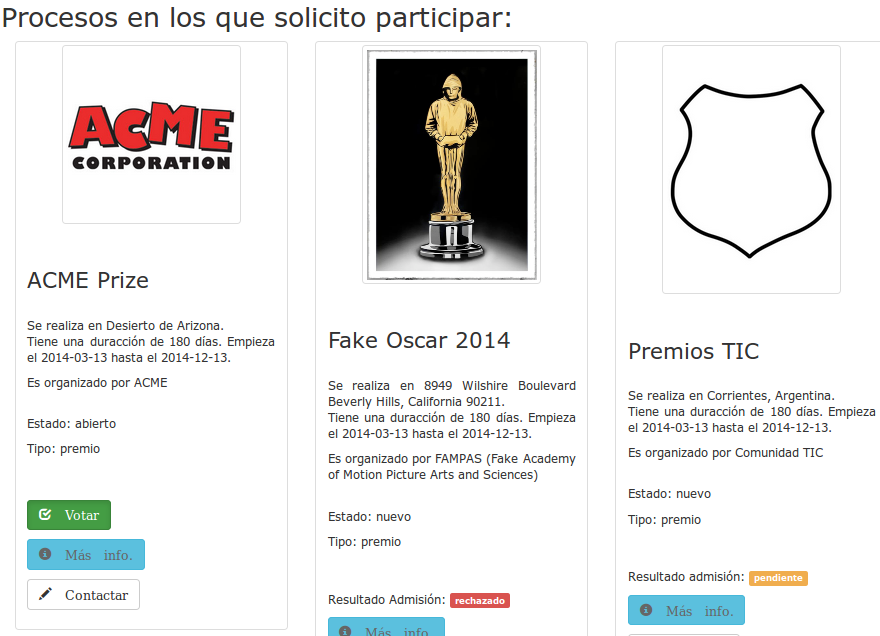 Procesos en los que solicito participar:
ACME
CORPORATION
ACME Prize
Se realiza en Desierto de Arizona.
Tiene una duracción de 180 días. Empieza
el 2014-03-13 hasta el 2014-12-13.
Es organizado por ACME
Estado: abierto
Tipo: premio
Votar
Más info.
Contactar
Fake Oscar 2014
Se realiza en 8949 Wilshire Boulevard
Beverly Hills, California 90211.
Tiene una duracción de 180 días. Empieza
el 2014-03-13 hasta el 2014-12-13.
Es organizado por FAMPAS (Fake Academy
of Motion Picture Arts and Sciences)
Estado: nuevo
Tipo: premio
Resultado Admisión: rechazado
Más info.
Premios TIC
Se realiza en Corrientes, Argentina.
Tiene una duracción de 180 días. Empieza
el 2014-03-13 hasta el 2014-12-13.
Es organizado por Comunidad TIC
Estado: nuevo
Tipo: premio
Resultado admisión: pendiente
Más info.